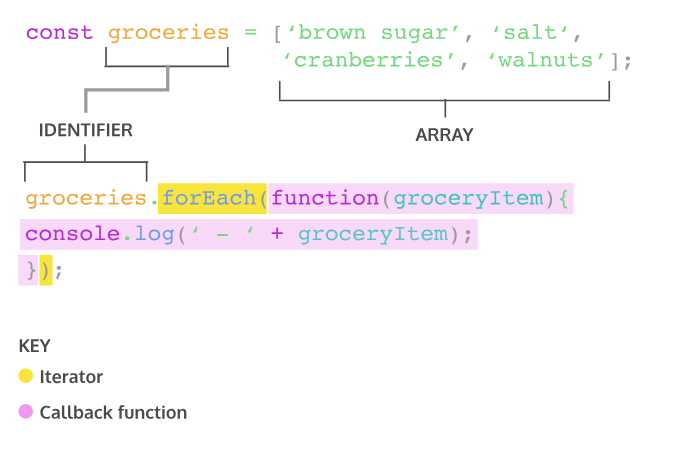 const groceries = [‘brown sugar’, ‘salt‘,
‘cranberries’, ‘walnuts’];
IDENTIFIER
ARRAY
groceries.forEach(function(groceryItem){
console.log(‘ - ‘ + groceryItem);
});
KEY
Iterator
Callback function